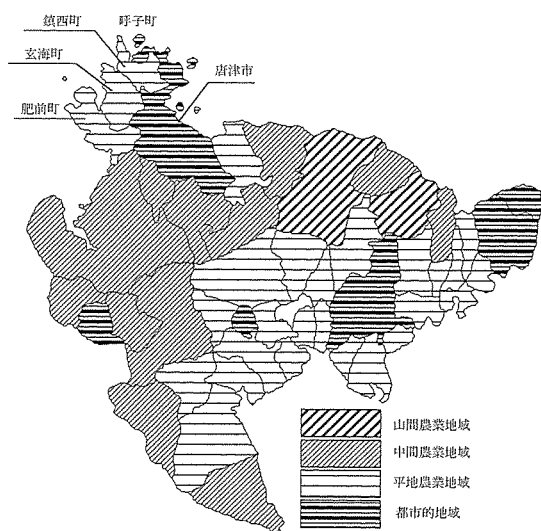 鎮西町
呼子町
玄海町
唐津市
肥前町
山間農業地域
中間農業地域
平地農業地域
都市的地域